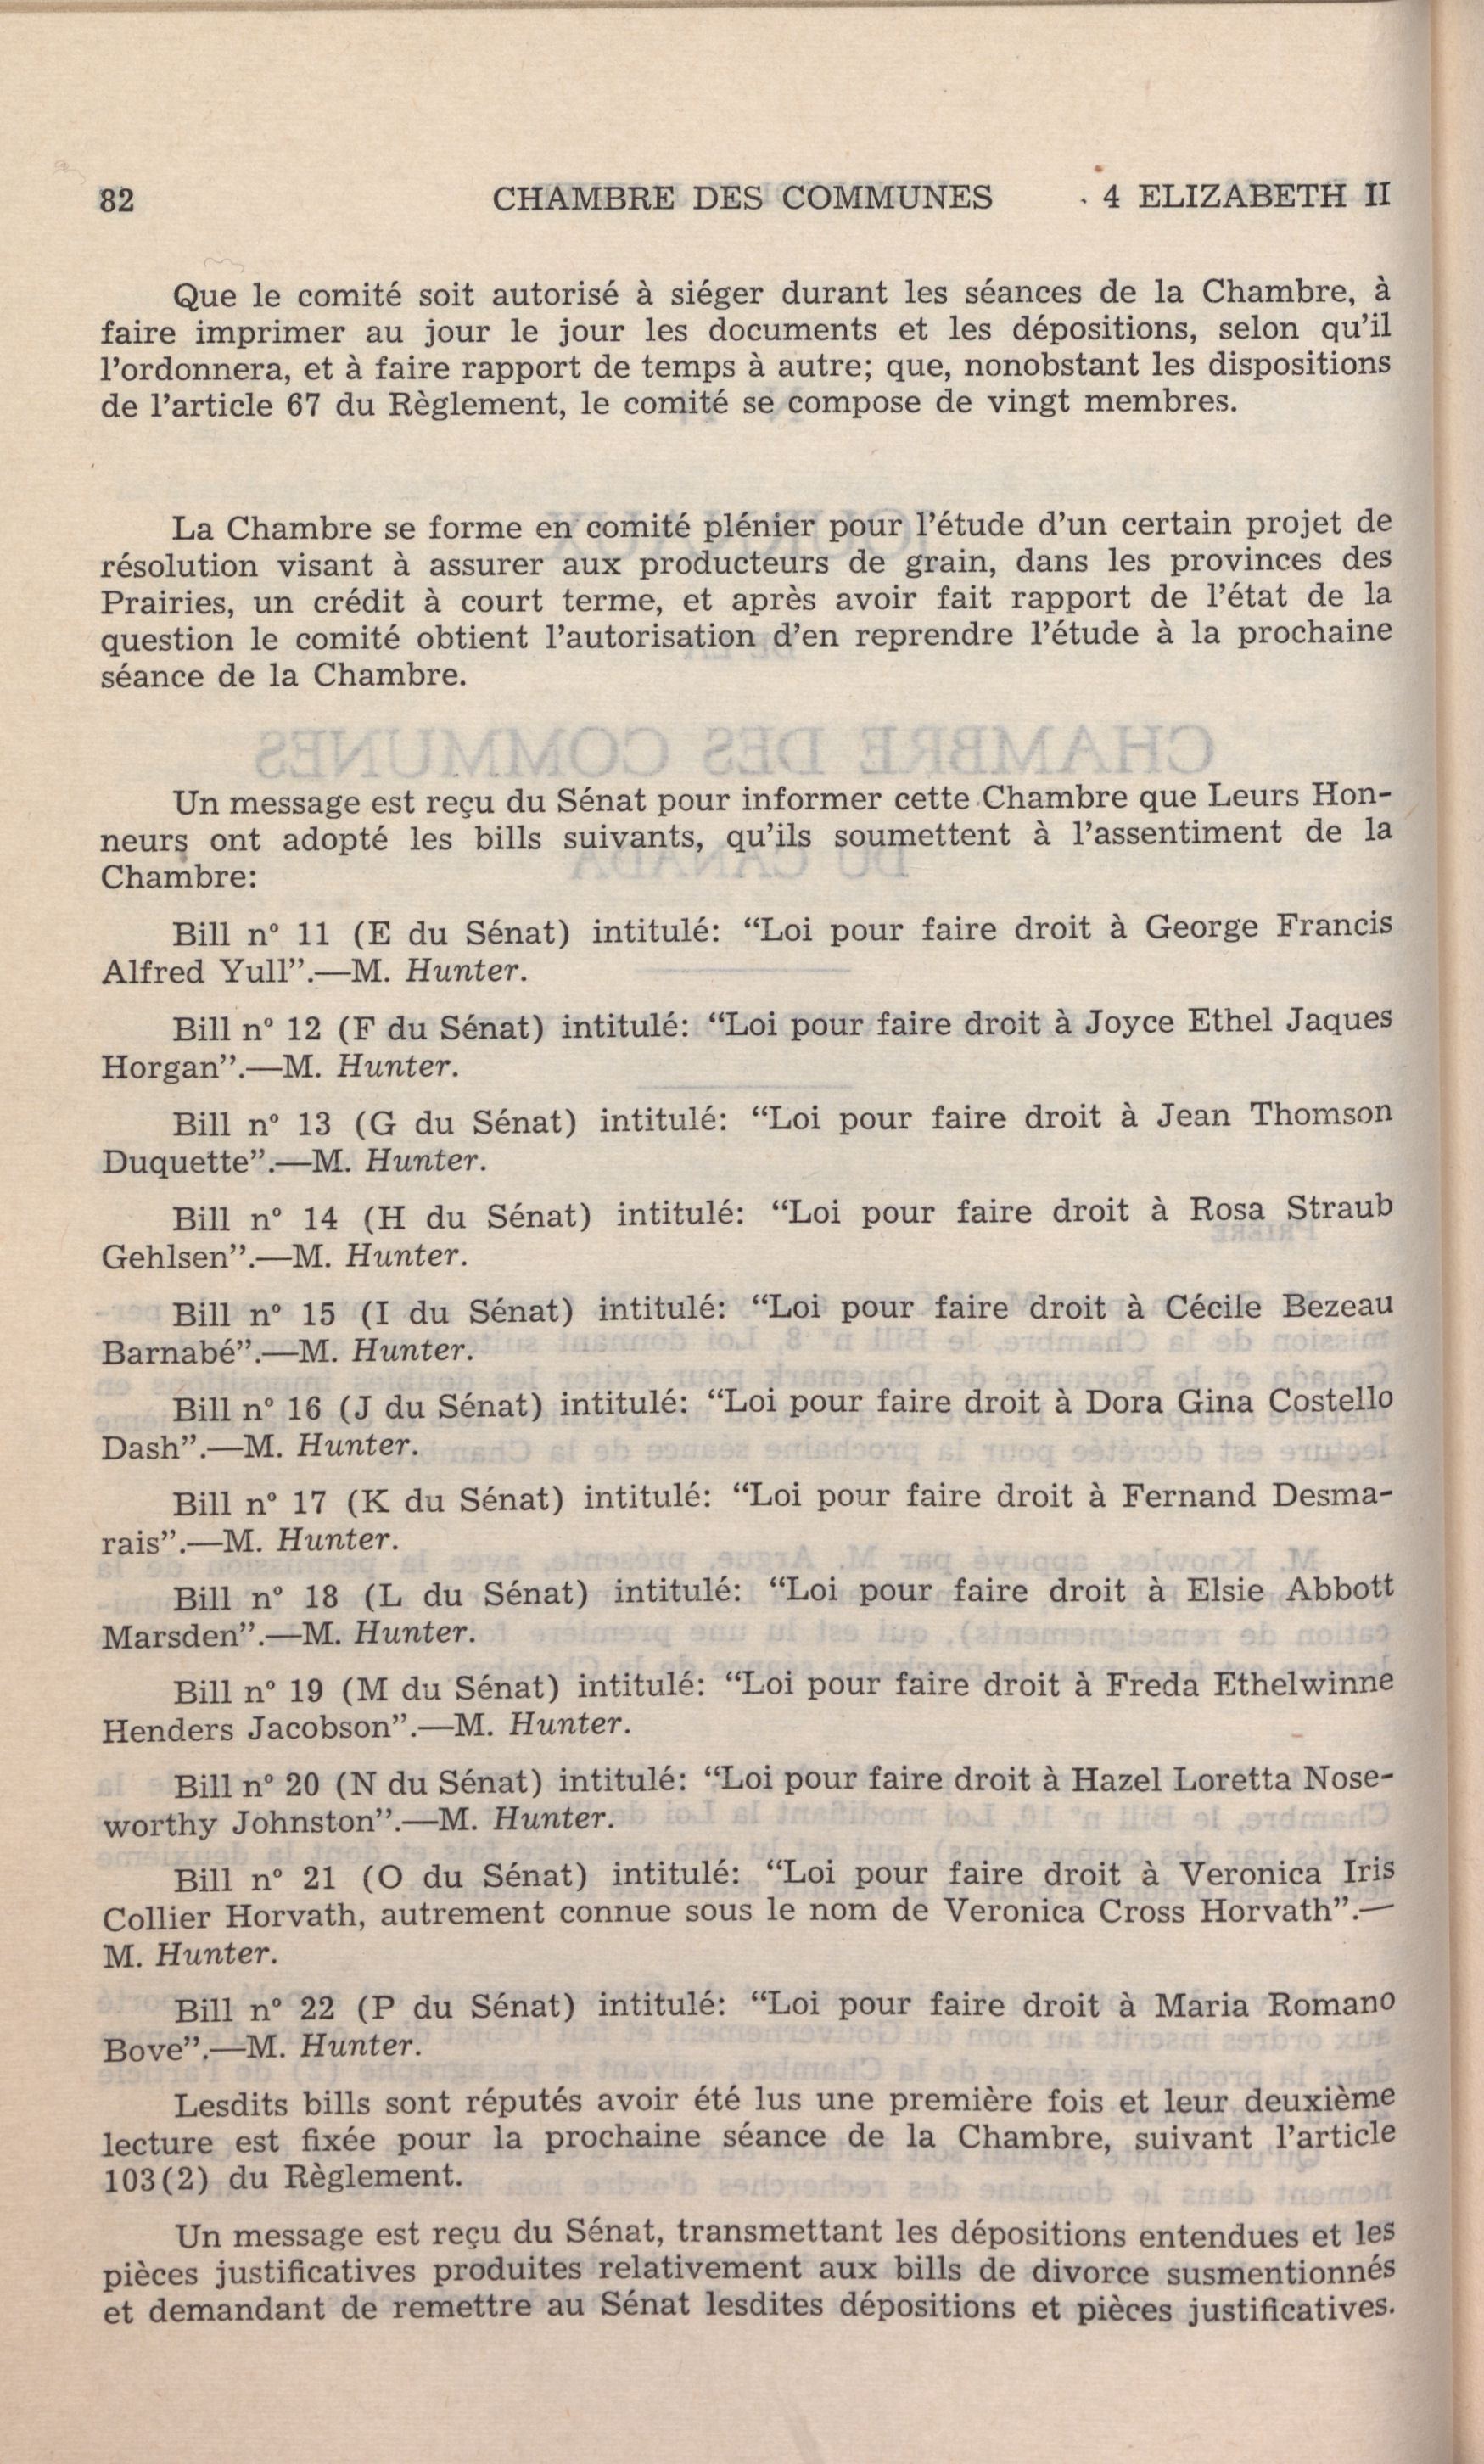 82 CHAMBRE DES COMMUNES 4 ELIZABETH II
Que le comité soit autorisé à siéger durant les séances de la Chambre, à
faire imprimer au jour le jour les documents et les dépositions, selon qu'il
l'ordonnera, et à faire rapport de temps à autre; que, nonobstant les dispositions
de l'article 67 du Règlement, le comité se compose de vingt membres.
La Chambre se forme en comité plénier pour l'étude d'un certain projet de
résolution visant à assurer aux producteurs de grain, dans les provinces des
Prairies, un crédit à court terme, et après avoir fait rapport de l'état de la
question le comité obtient l'autorisation d'en reprendre l'étude à la prochaine
séance de la Chambre.
Un message est reçu du Sénat pour informer cette Chambre que Leurs Hon-
neurs ont adopté les bills suivants, qu'ils soumettent à l'assentiment de la
Chambre:
Bill nº 11 (E du Sénat) intitulé: “Loi pour faire droit à George Francis
Alfred Yull”.—M. Hunter.
Bill nº 12 (F du Sénat) intitulé: “Loi pour faire droit à Joyce Ethel Jaques
Horgan”.—M. Hunter.
Bill nº 13 (G du Sénat) intitulé: “Loi pour faire droit à Jean Thomson
Duquette”.—M. Hunter.
Bill nº 14 (H du Sénat) intitulé: “Loi pour faire droit à Rosa Straub
Gehlsen”.—M. Hunter.
Bill nº 15 (I du Sénat) intitulé: “Loi pour faire droit à Cécile Bezeau
Barnabé”.—M. Hunter.
Bill nº 16 (J du Sénat) intitulé: “Loi pour faire droit à Dora Gina Costello
Dash”.—M. Hunter.
Bill nº 17 (K du Sénat) intitulé: “Loi pour faire droit à Fernand Desma-
rais”.—M. Hunter.
Bill nº 18 (L du Sénat) intitulé: “Loi pour faire droit à Elsie Abbott
Marsden”.—M. Hunter.
Bill nº 19 (M du Sénat) intitulé: “Loi pour faire droit à Freda Ethelwinne
Henders Jacobson”.—M. Hunter.
Bill nº 20 (N du Sénat) intitulé: “Loi pour faire droit à Hazel Loretta Nose-
worthy Johnston”.—M. Hunter.
Bill nº 21 (O du Sénat) intitulé: “Loi pour faire droit à Veronica Iris
Collier Horvath, autrement connue sous le nom de Veronica Cross Horvath”.—
M. Hunter.
Bill nº 22 (P du Sénat) intitulé: “Loi pour faire droit à Maria Romano
Bove”.—M. Hunter.
Lesdits bills sont réputés avoir été lus une première fois et leur deuxième
lecture est fixée pour la prochaine séance de la Chambre, suivant l'article
103(2) du Règlement.
Un message est reçu du Sénat, transmettant les dépositions entendues et les
pièces justificatives produites relativement aux bills de divorce susmentionnés
et demandant de remettre au Sénat lesdites dépositions et pièces justificatives.